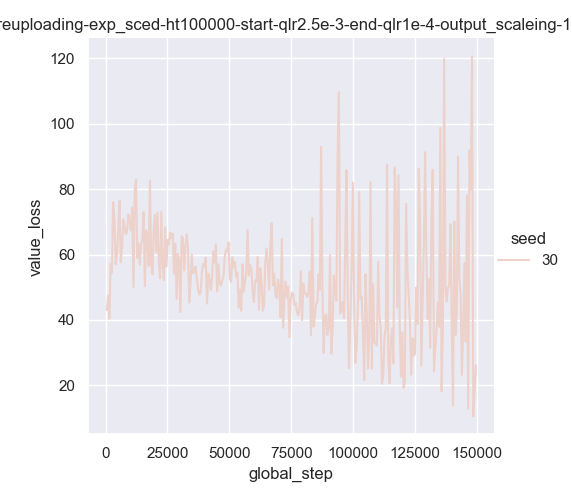 reuploading-exp_sced-ht100000-start-qlr2.5e-3-end-qlr1e-4-output_scaleing-1
120
100
80
60
40
20
value_loss
0 25000 50000 75000 100000 125000 150000
global_step
seed
30